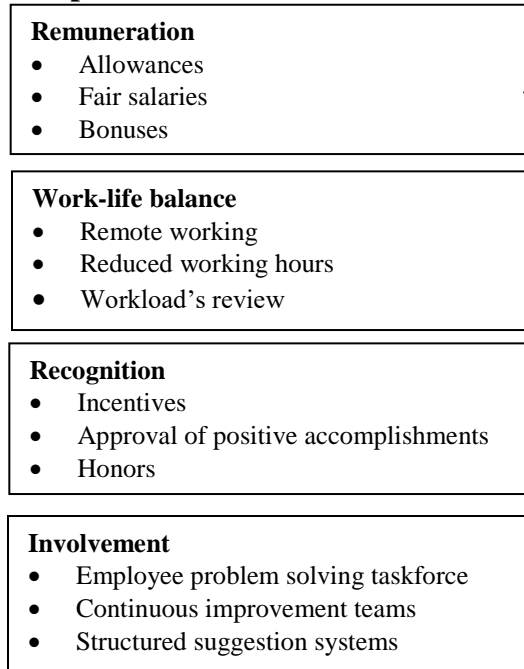 Remuneration
• Allowances
• Fair salaries
• Bonuses
Work-life balance
• Remote working
• Reduced working hours
• Workload’s review
Recognition
• Incentives
• Approval of positive accomplishments
• Honors
Involvement
• Employee problem solving taskforce
• Continuous improvement teams
• Structured suggestion systems